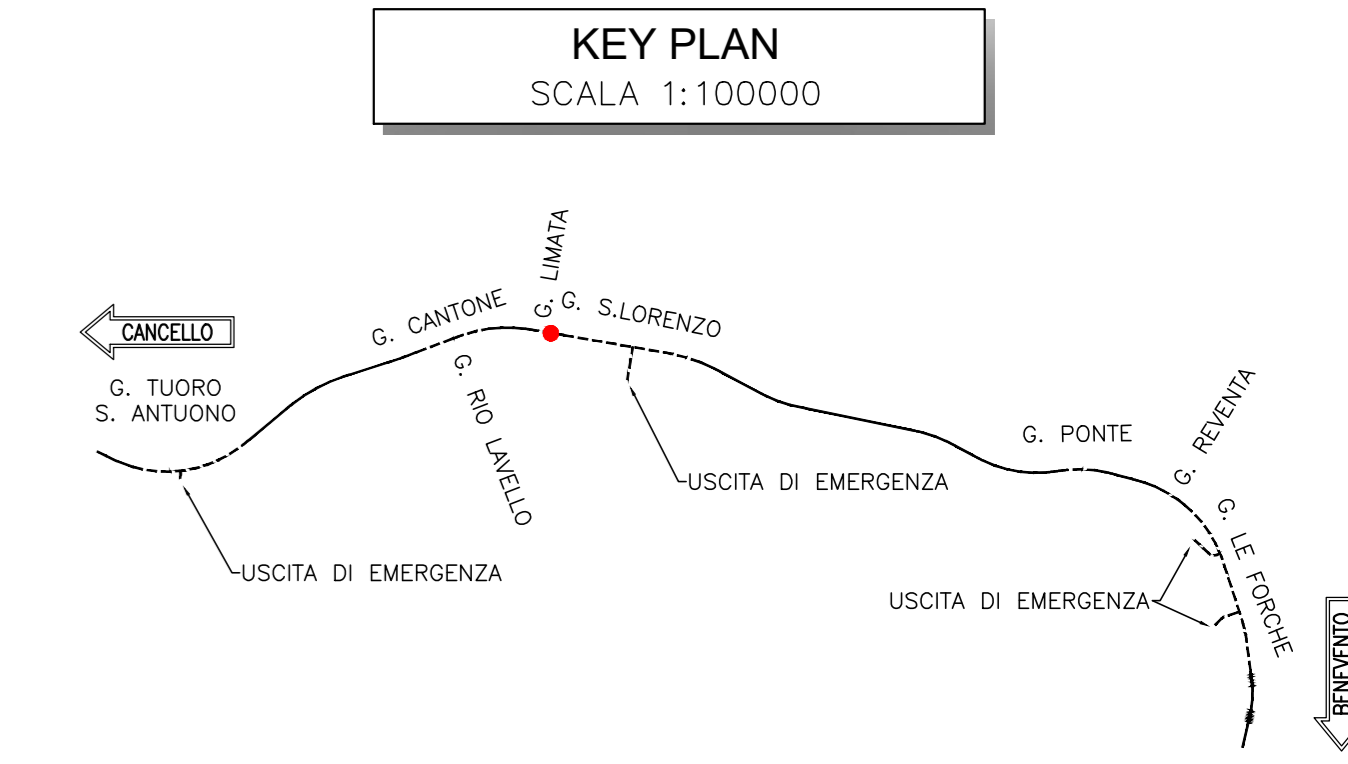 KEY PLAN
SCALA 1:100000
G. LIMATA
G. S.LORENZO
G. CANTONE
CANCELLO
G. TUORO
S. ANTUONO
G. RIO LAVELLO
G. REVENTA
G. PONTE
USCITA DI EMERGENZA
G. LE FORCHE
USCITA DI EMERGENZA
USCITA DI EMERGENZA
BENEVENTO